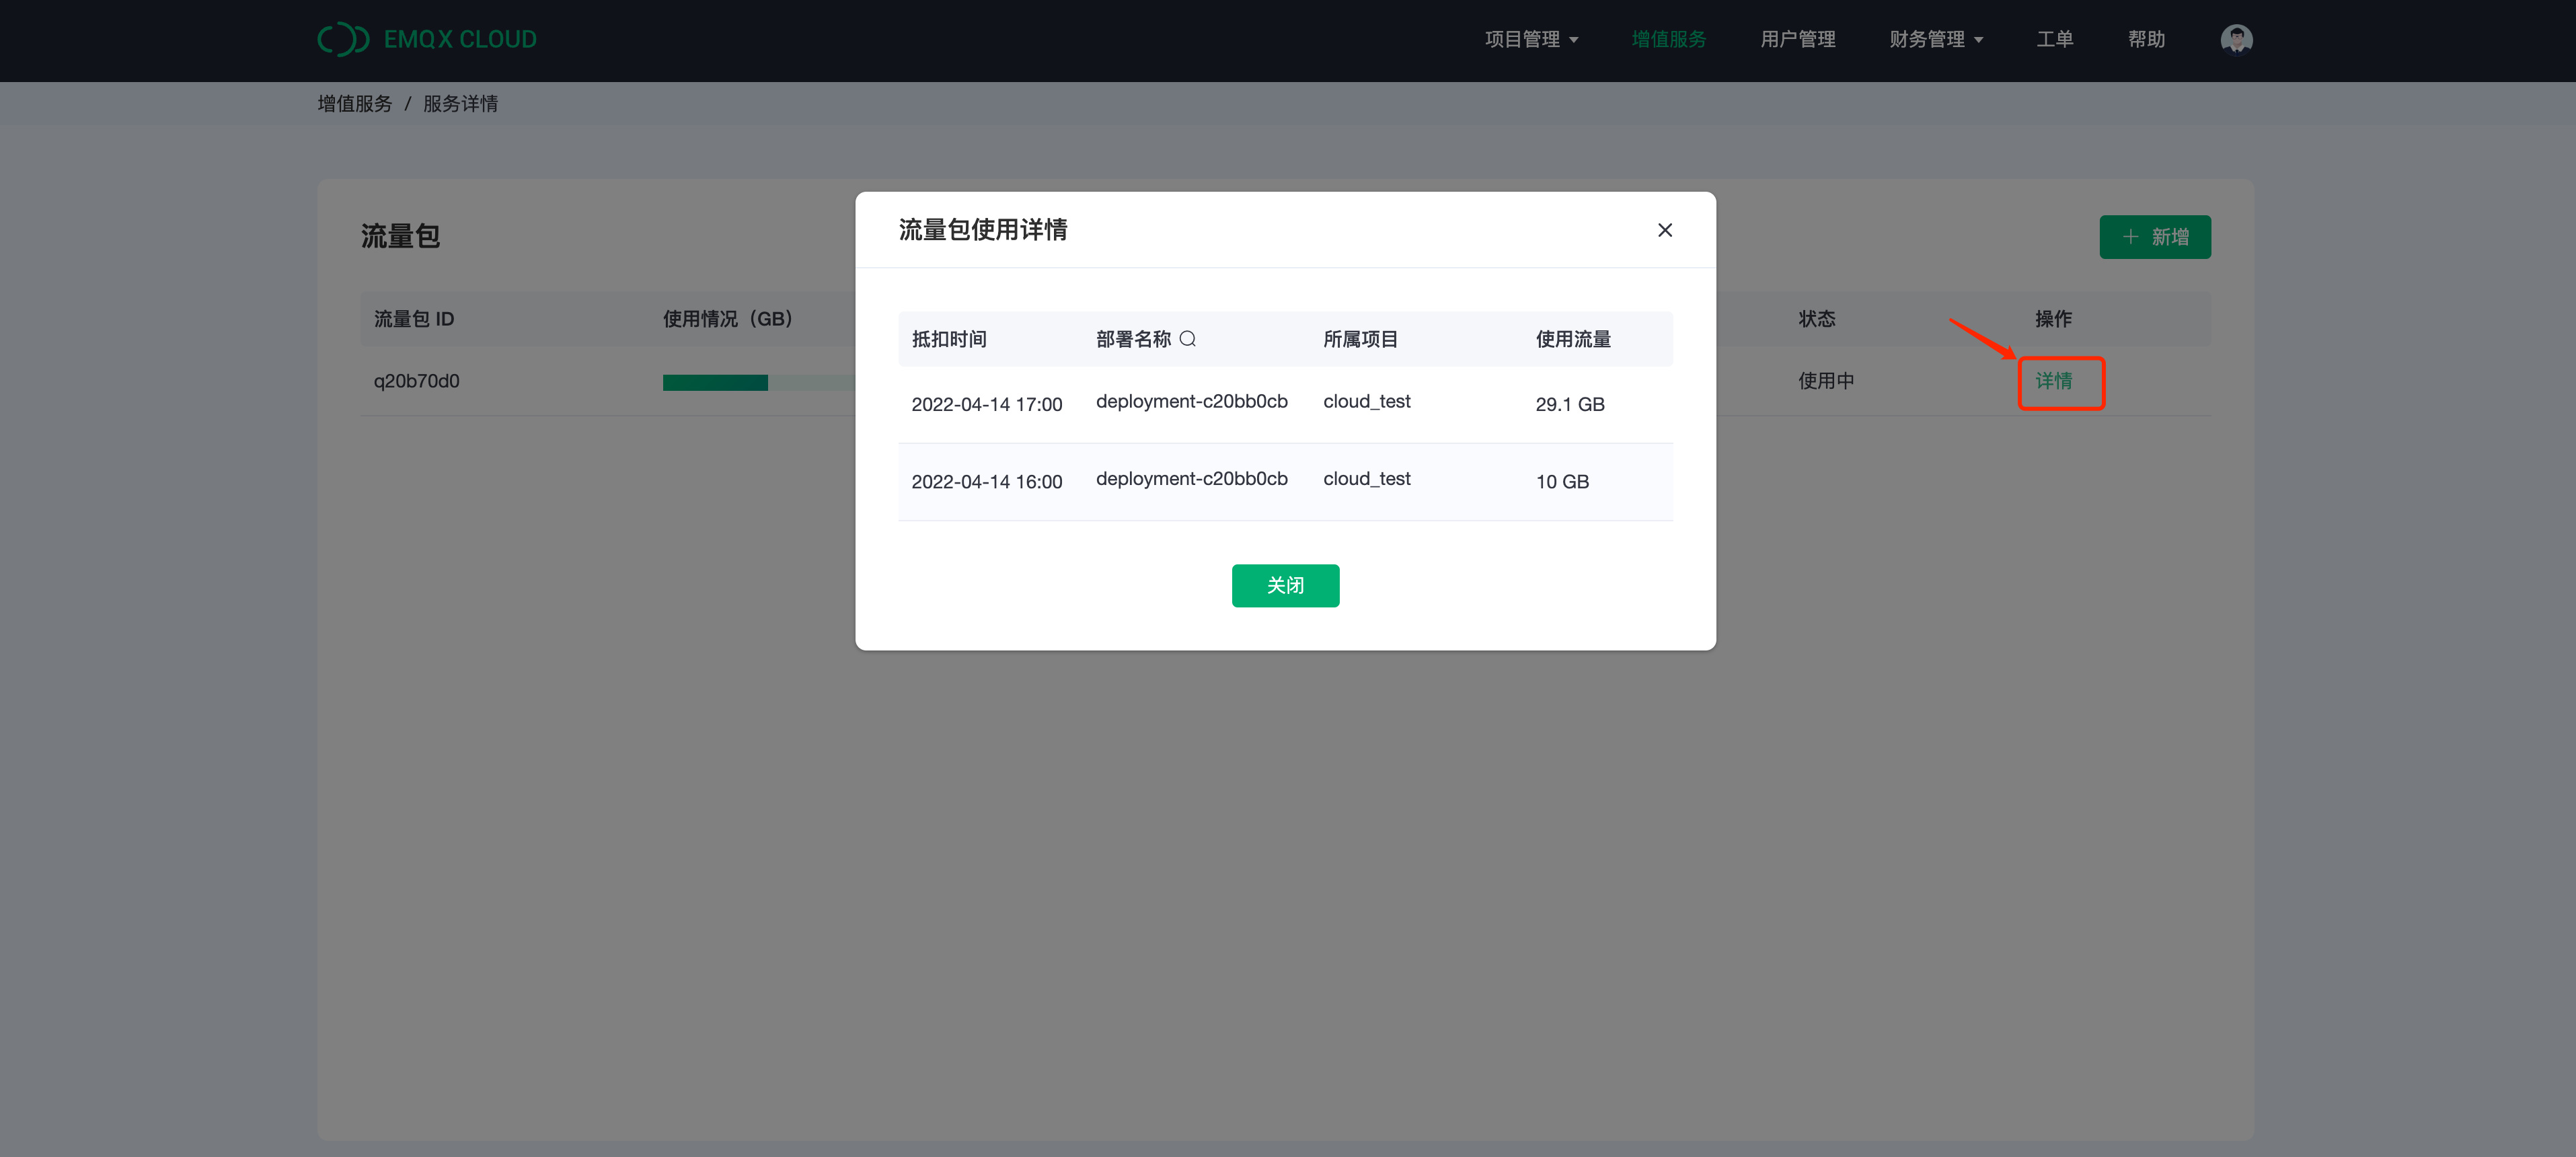 EMQX CLOUD
项目管理 增值服务 用户管理 财务管理 工单 帮助
增值服务 / 服务详情
流量包
新增
流量包 ID 使用情况（GB） 状态 操作
q20b70d0 使用中 详情
流量包使用详情
抵扣时间 部署名称 所属项目 使用流量
2022-04-14 17:00 deployment-c20bb0cb cloud_test 29.1 GB
2022-04-14 16:00 deployment-c20bb0cb cloud_test 10 GB
关闭